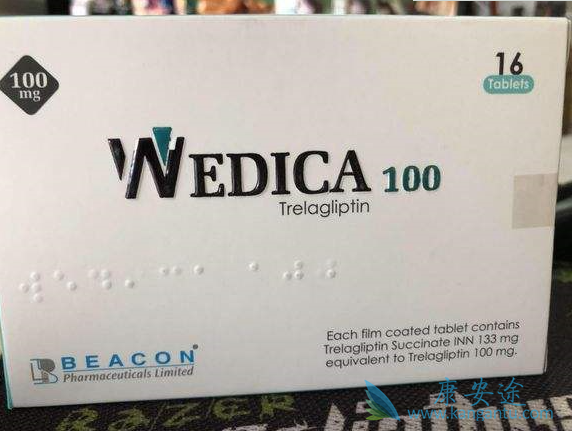 100
mg
16
Tablets
WEDICA 100
Trelagliptin
Each film coated tablet contains
Trelagliptin Succinate INN 133 mg
equivalent to Trelagliptin 100 mg.
BEACON®
Pharmaceuticals Limited
康安途
RAZER